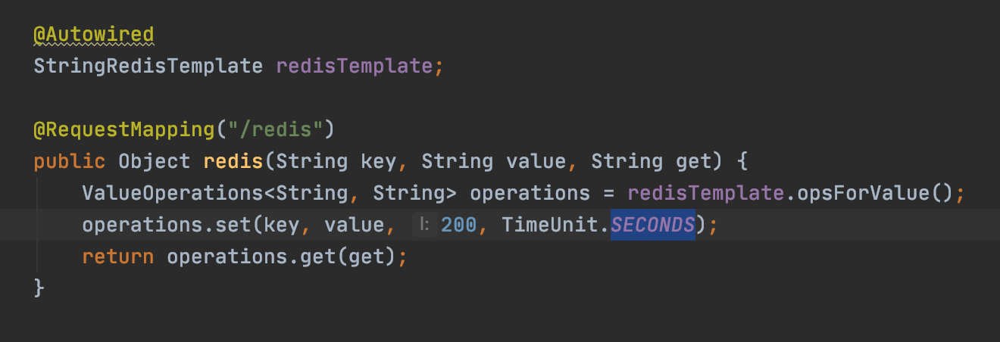 @Autowired
StringRedisTemplate redisTemplate;
@RequestMapping("/redis")
public Object redis(String key, String value, String get) {
ValueOperations<String, String> operations = redisTemplate.opsForValue();
operations.set(key, value, l: 200, TimeUnit.SECONDS);
return operations.get(get);
}